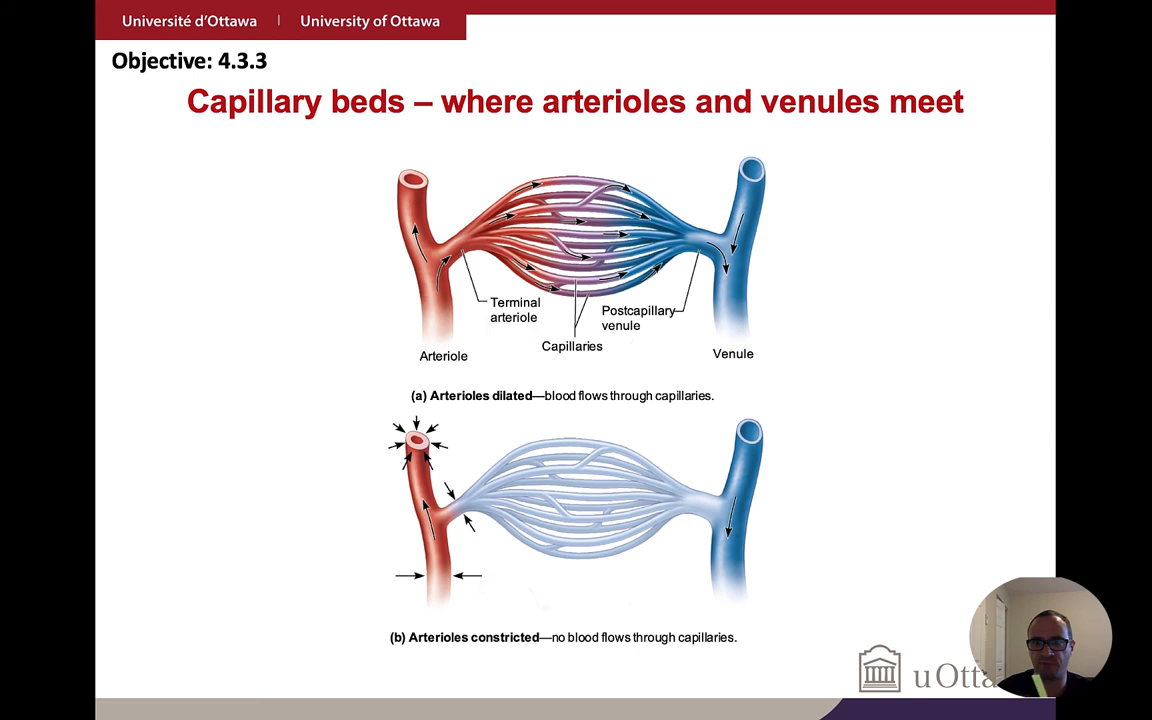 Université d'Ottawa | University of Ottawa
Objective: 4.3.3
Capillary beds – where arterioles and venules meet
Terminal
arteriole
Postcapillary
venule
Capillaries
Arteriole
Venule
(a) Arterioles dilated—blood flows through capillaries.
(b) Arterioles constricted—no blood flows through capillaries.